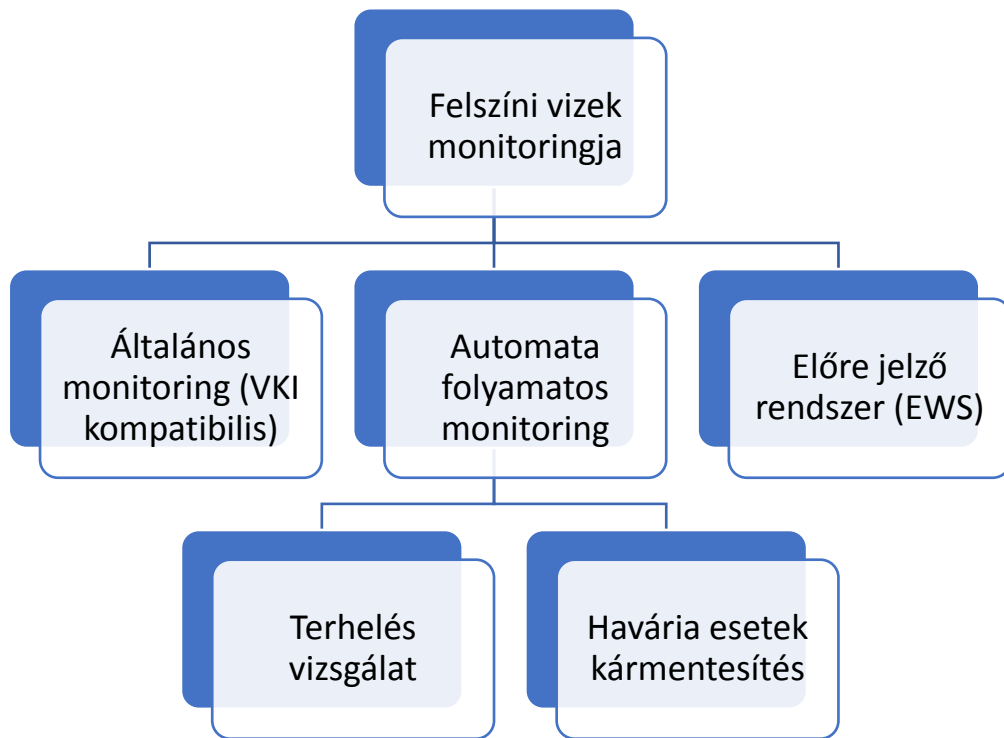 Felszíni vizek
monitoringja
Általános
monitoring (VKI
kompatibilis)
Automata
folyamatos
monitoring
Előre jelző
rendszer (EWS)
Terhelés
vizsgálat
Havária esetek
kármentesítés